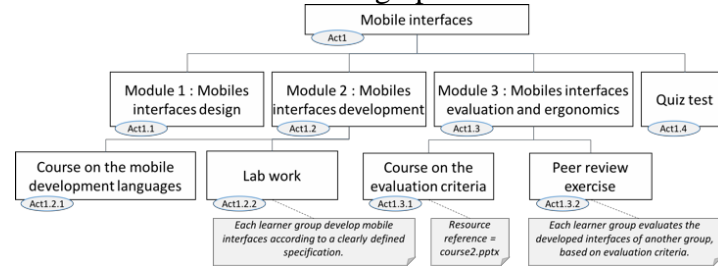 Mobile interfaces
Act1
Module 1 : Mobiles
interfaces design
Act1.1
Module 2 : Mobiles
interfaces development
Act1.2
Module 3 : Mobiles interfaces
evaluation and ergonomics
Act1.3
Quiz test
Act1.4
Course on the mobile
development languages
Act1.2.1
Lab work
Act1.2.2
Course on the
evaluation criteria
Act1.3.1
Peer review
exercise
Act1.3.2
Each learner group develop mobile
interfaces according to a clearly defined
specification.
Resource
reference =
course2.pptx
Each learner group evaluates the
developed interfaces of another group,
based on evaluation criteria.